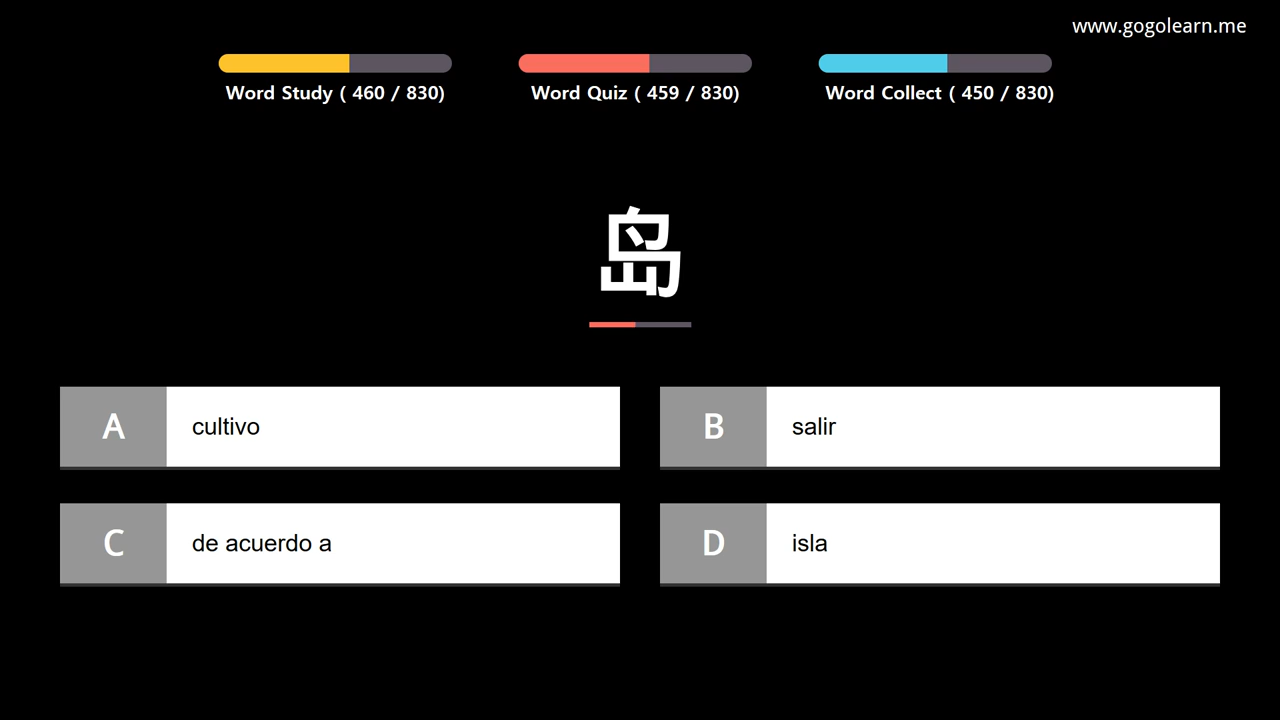 www.gogolearn.me
Word Study ( 460 / 830)
Word Quiz ( 459 / 830)
Word Collect ( 450 / 830)
岛
A cultivo
B salir
C de acuerdo a
D isla